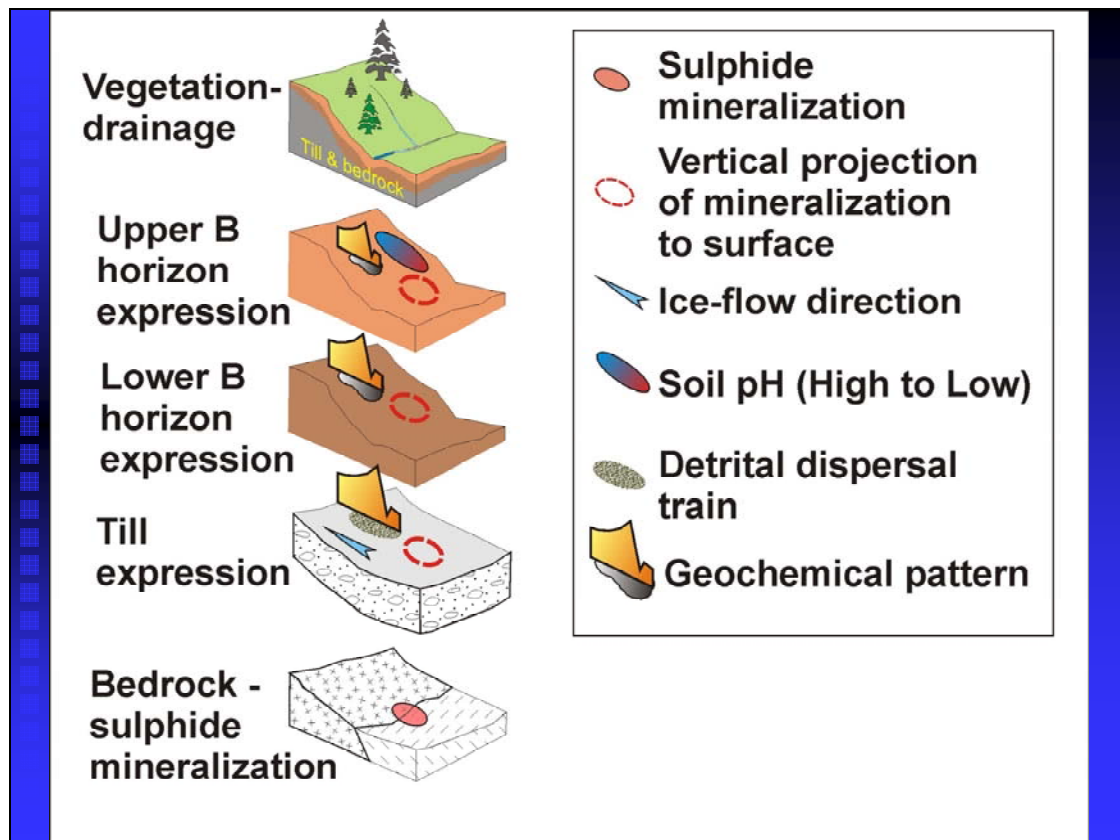 Vegetation-
drainage
Till & bedrock
Upper B
horizon
expression
Lower B
horizon
expression
Till
expression
Bedrock -
sulphide
mineralization
Sulphide
mineralization
Vertical projection
of mineralization
to surface
Ice-flow direction
Soil pH (High to Low)
Detrital dispersal
train
Geochemical pattern